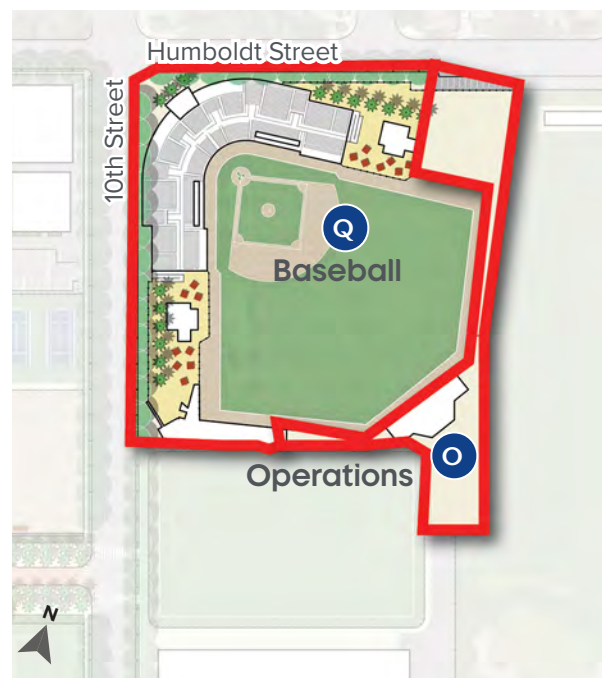 Humboldt Street
10th Street
Q
Baseball
O
Operations
N